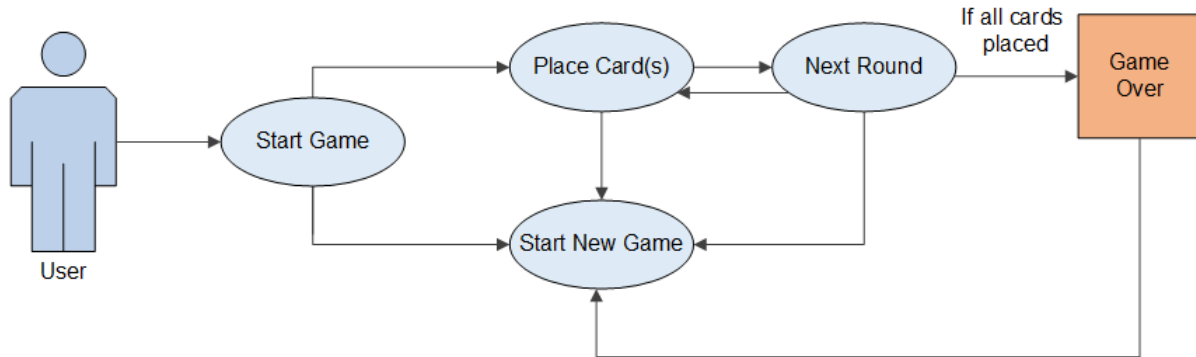 If all cards
placed
Place Card(s)
Next Round
Game
Over
Start Game
Start New Game
User